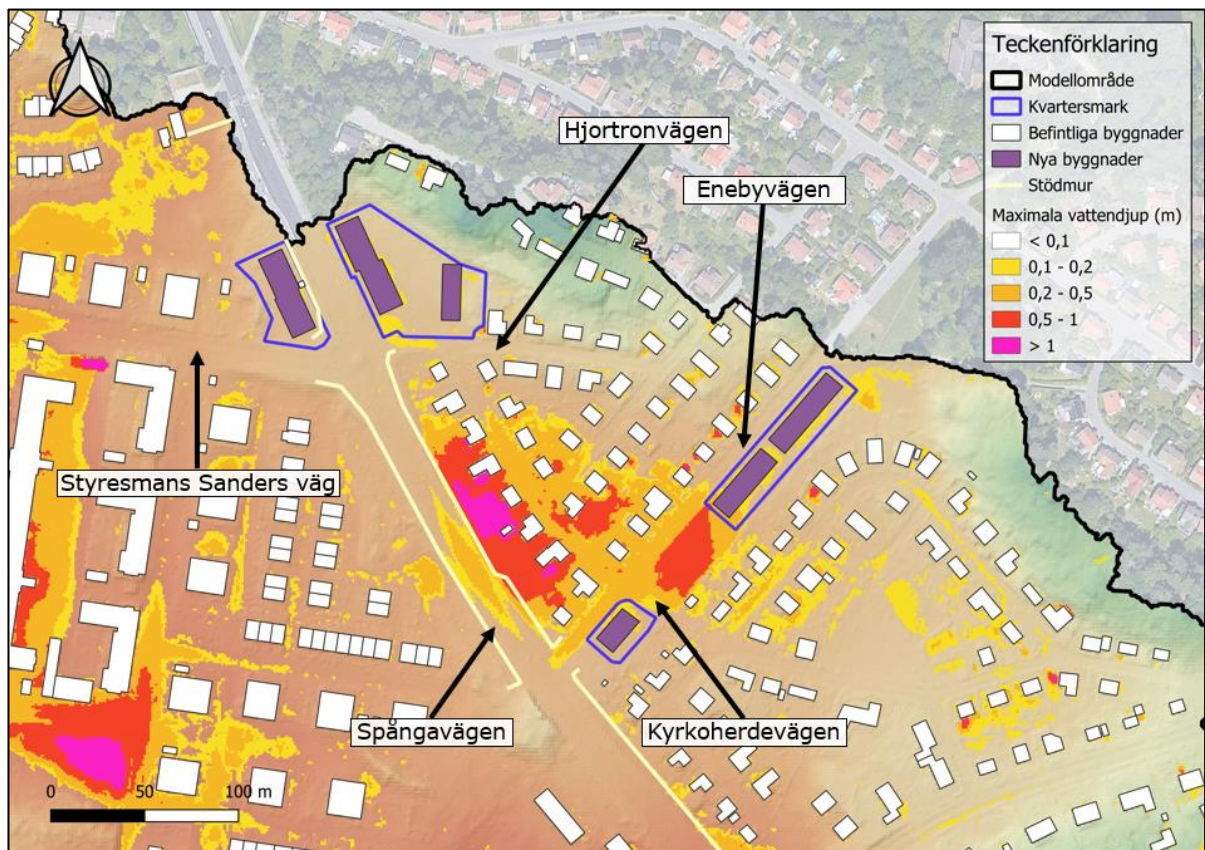 Teckenförklaring
Modellområde
Kvartersmark
Befintliga byggnader
Nya byggnader
Stödmur
Maximala vattendjup (m)
< 0,1
0,1 - 0,2
0,2 - 0,5
0,5 - 1
> 1
Hjortronvägen
Enebyvägen
Styresmans Sanders väg
Spångavägen
Kyrkoherdevägen
0 50 100 m